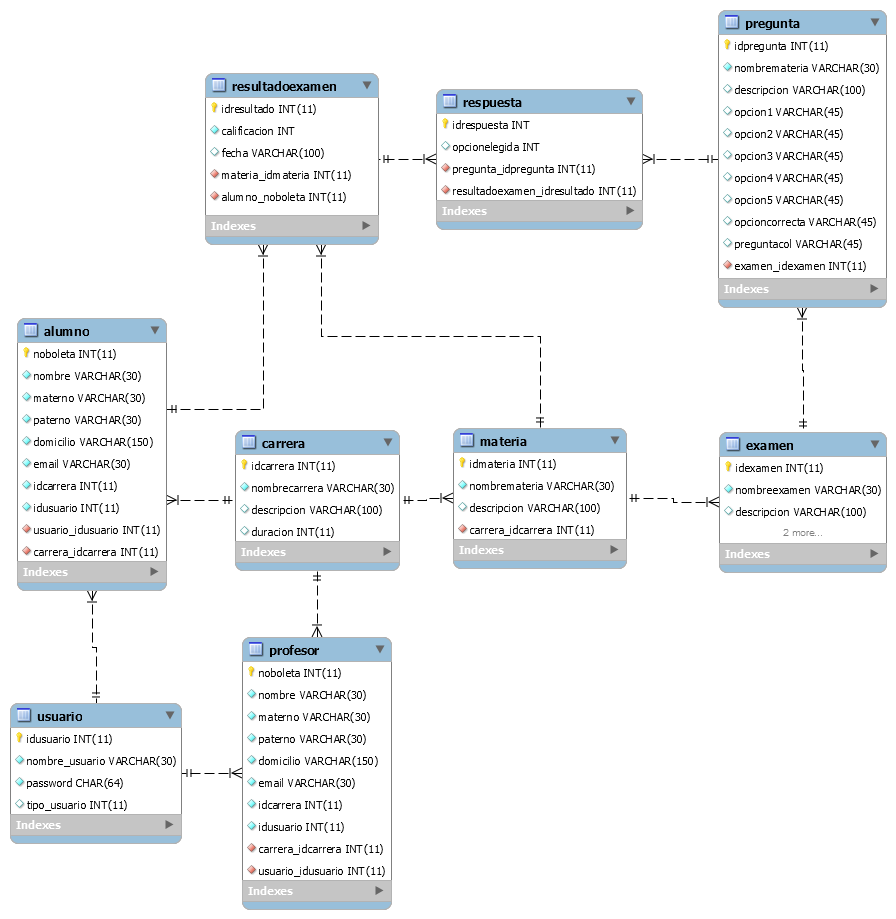 pregunta
idpregunta INT(11)
nombremateria VARCHAR(30)
descripcion VARCHAR(100)
opcion1 VARCHAR(45)
opcion2 VARCHAR(45)
opcion3 VARCHAR(45)
opcion4 VARCHAR(45)
opcion5 VARCHAR(45)
opcioncorrecta VARCHAR(45)
preguntacol VARCHAR(45)
examen_idexamen INT(11)
Indexes
resultadoexamen
idresultado INT(11)
calificacion INT
fecha VARCHAR(100)
materia_idmateria INT(11)
alumno_noboleta INT(11)
Indexes
respuesta
idrespuesta INT
opcionelegida INT
pregunta_idpregunta INT(11)
resultadoexamen_idresultado INT(11)
Indexes
alumno
noboleta INT(11)
nombre VARCHAR(30)
materno VARCHAR(30)
paterno VARCHAR(30)
domicilio VARCHAR(150)
email VARCHAR(30)
idcarrera INT(11)
idusuario INT(11)
usuario_idusuario INT(11)
carrera_idcarrera INT(11)
Indexes
carrera
idcarrera INT(11)
nombrecarrera VARCHAR(30)
descripcion VARCHAR(100)
duracion INT(11)
Indexes
materia
idmateria INT(11)
nombremateria VARCHAR(30)
descripcion VARCHAR(100)
carrera_idcarrera INT(11)
Indexes
examen
idexamen INT(11)
nombreexamen VARCHAR(30)
descripcion VARCHAR(100)
2 more...
Indexes
profesor
noboleta INT(11)
nombre VARCHAR(30)
materno VARCHAR(30)
paterno VARCHAR(30)
domicilio VARCHAR(150)
email VARCHAR(30)
idcarrera INT(11)
idusuario INT(11)
carrera_idcarrera INT(11)
usuario_idusuario INT(11)
Indexes
usuario
idusuario INT(11)
nombre_usuario VARCHAR(30)
password CHAR(64)
tipo_usuario INT(11)
Indexes